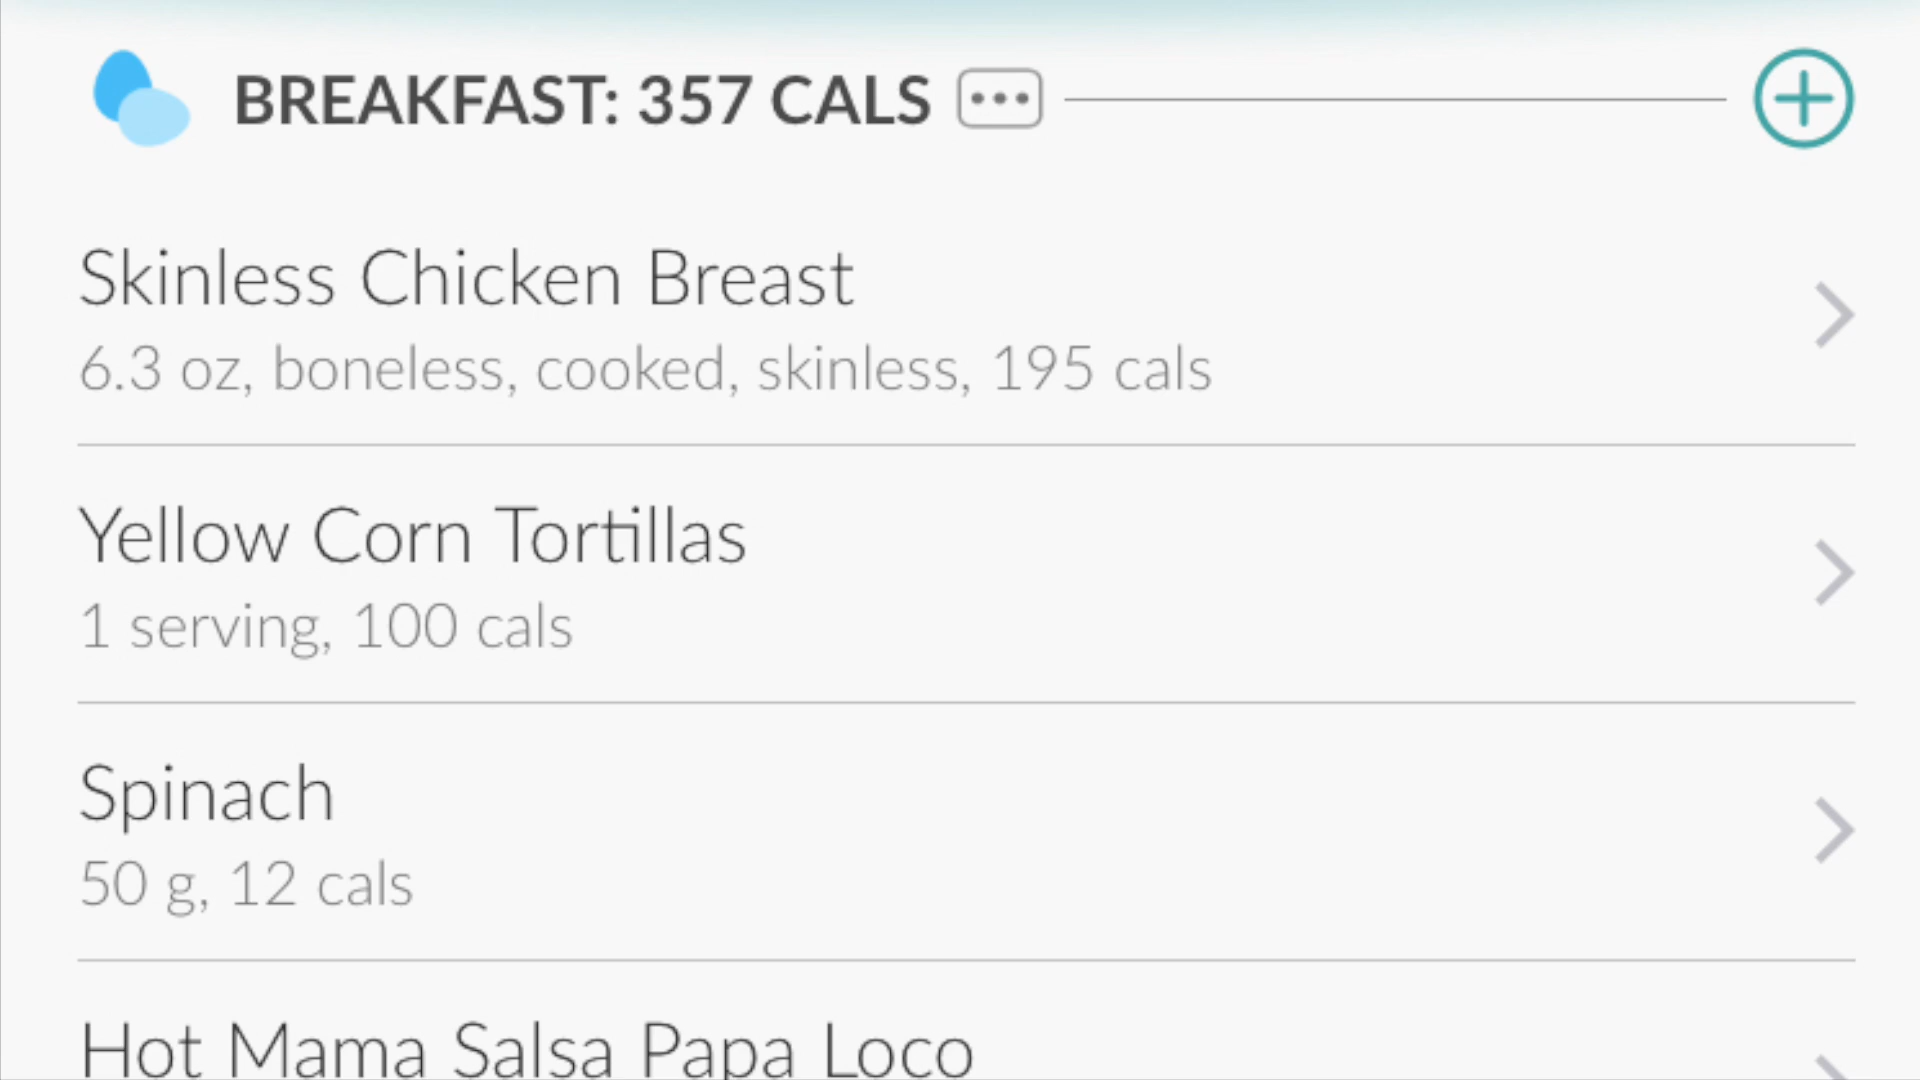 BREAKFAST: 357 CALS
Skinless Chicken Breast
6.3 oz, boneless, cooked, skinless, 195 cals
Yellow Corn Tortillas
1 serving, 100 cals
Spinach
50 g, 12 cals
Hot Mama Salsa Papa Loco